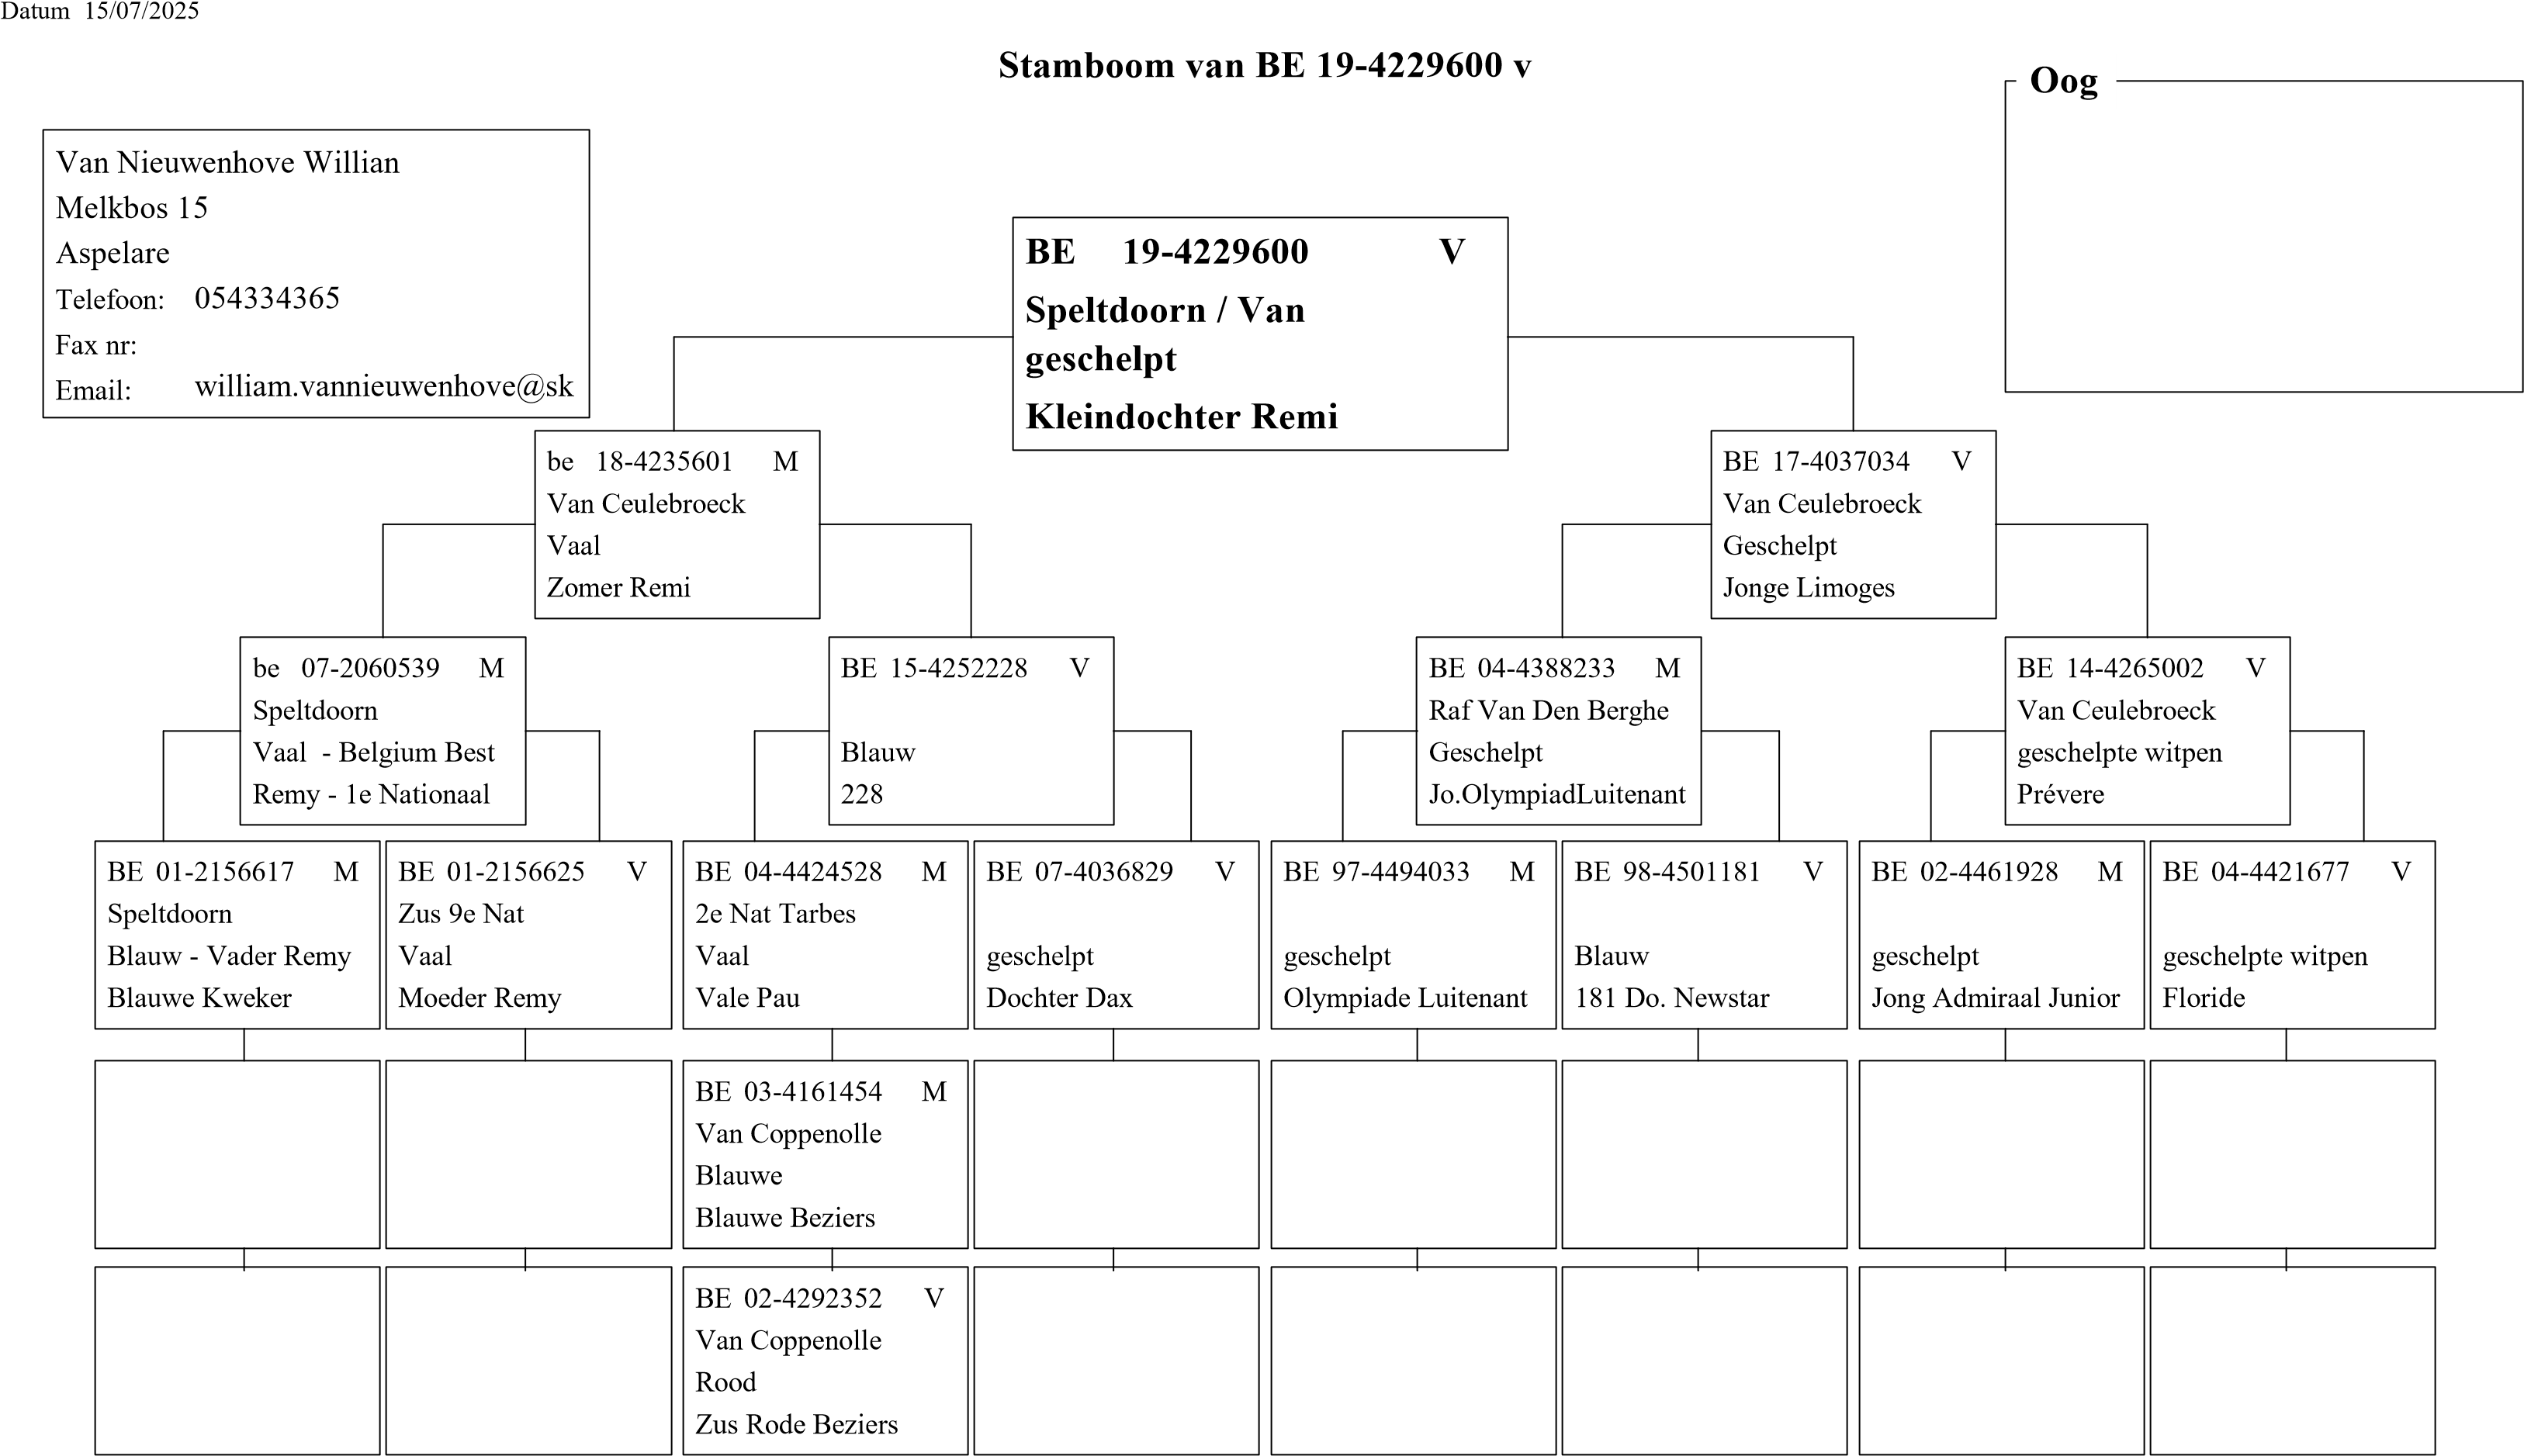 Datum 15/07/2025
Stamboom van BE 19-4229600 v
Oog
Van Nieuwenhove Willian
Melkbos 15
Aspelare
Telefoon: 054334365
Fax nr:
Email: william.vannieuwenhove@sk
BE 19-4229600 V
Speltdoorn / Van
geschelpt
Kleindochter Remi
be 18-4235601 M
Van Ceulebroeck
Vaal
Zomer Remi
BE 17-4037034 V
Van Ceulebroeck
Geschelpt
Jonge Limoges
be 07-2060539 M
Speltdoorn
Vaal - Belgium Best
Remy - 1e Nationaal
BE 15-4252228 V
Blauw
228
BE 04-4388233 M
Raf Van Den Berghe
Geschelpt
Jo.OlympiadLuitenant
BE 14-4265002 V
Van Ceulebroeck
geschelpte witpen
Prévere
BE 01-2156617 M
Speltdoorn
Blauw - Vader Remy
Blauwe Kweker
BE 01-2156625 V
Zus 9e Nat
Vaal
Moeder Remy
BE 04-4424528 M
2e Nat Tarbes
Vaal
Vale Pau
BE 07-4036829 V
geschelpt
Dochter Dax
BE 97-4494033 M
geschelpt
Olympiade Luitenant
BE 98-4501181 V
Blauw
181 Do. Newstar
BE 02-4461928 M
geschelpt
Jong Admiraal Junior
BE 04-4421677 V
geschelpte witpen
Floride
BE 03-4161454 M
Van Coppenolle
Blauwe
Blauwe Beziers
BE 02-4292352 V
Van Coppenolle
Rood
Zus Rode Beziers